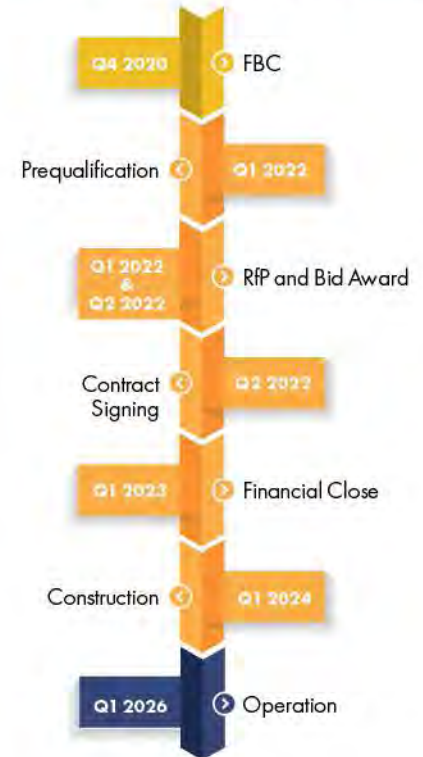 Q4 2020
FBC
Prequalification
Q1 2022
Q1 2022
&
Q2 2022
RfP and Bid Award
Contract
Signing
Q2 2022
Q1 2023
Financial Close
Construction
Q1 2024
Q1 2026
Operation